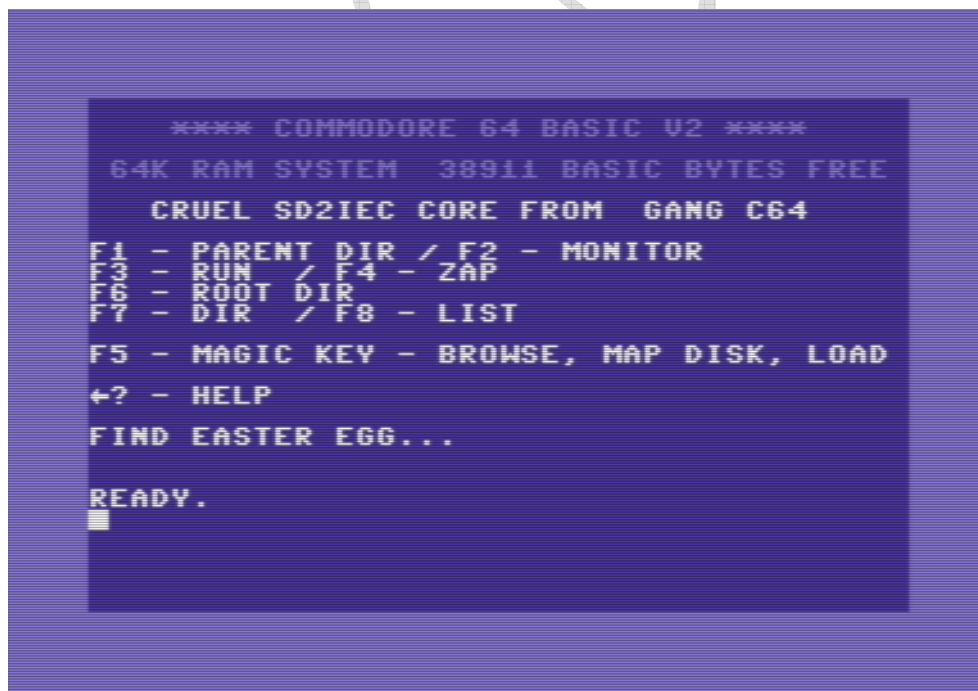 **** COMMODORE 64 BASIC V2 ****
64K RAM SYSTEM  38911 BASIC BYTES FREE
CRUEL SD2IEC CORE FROM  GANG C64
F1 - PARENT DIR / F2 - MONITOR
F3 - RUN  / F4 - ZAP
F6 - ROOT DIR
F7 - DIR  / F8 - LIST
F5 - MAGIC KEY - BROWSE, MAP DISK, LOAD
←? - HELP
FIND EASTER EGG...
READY.